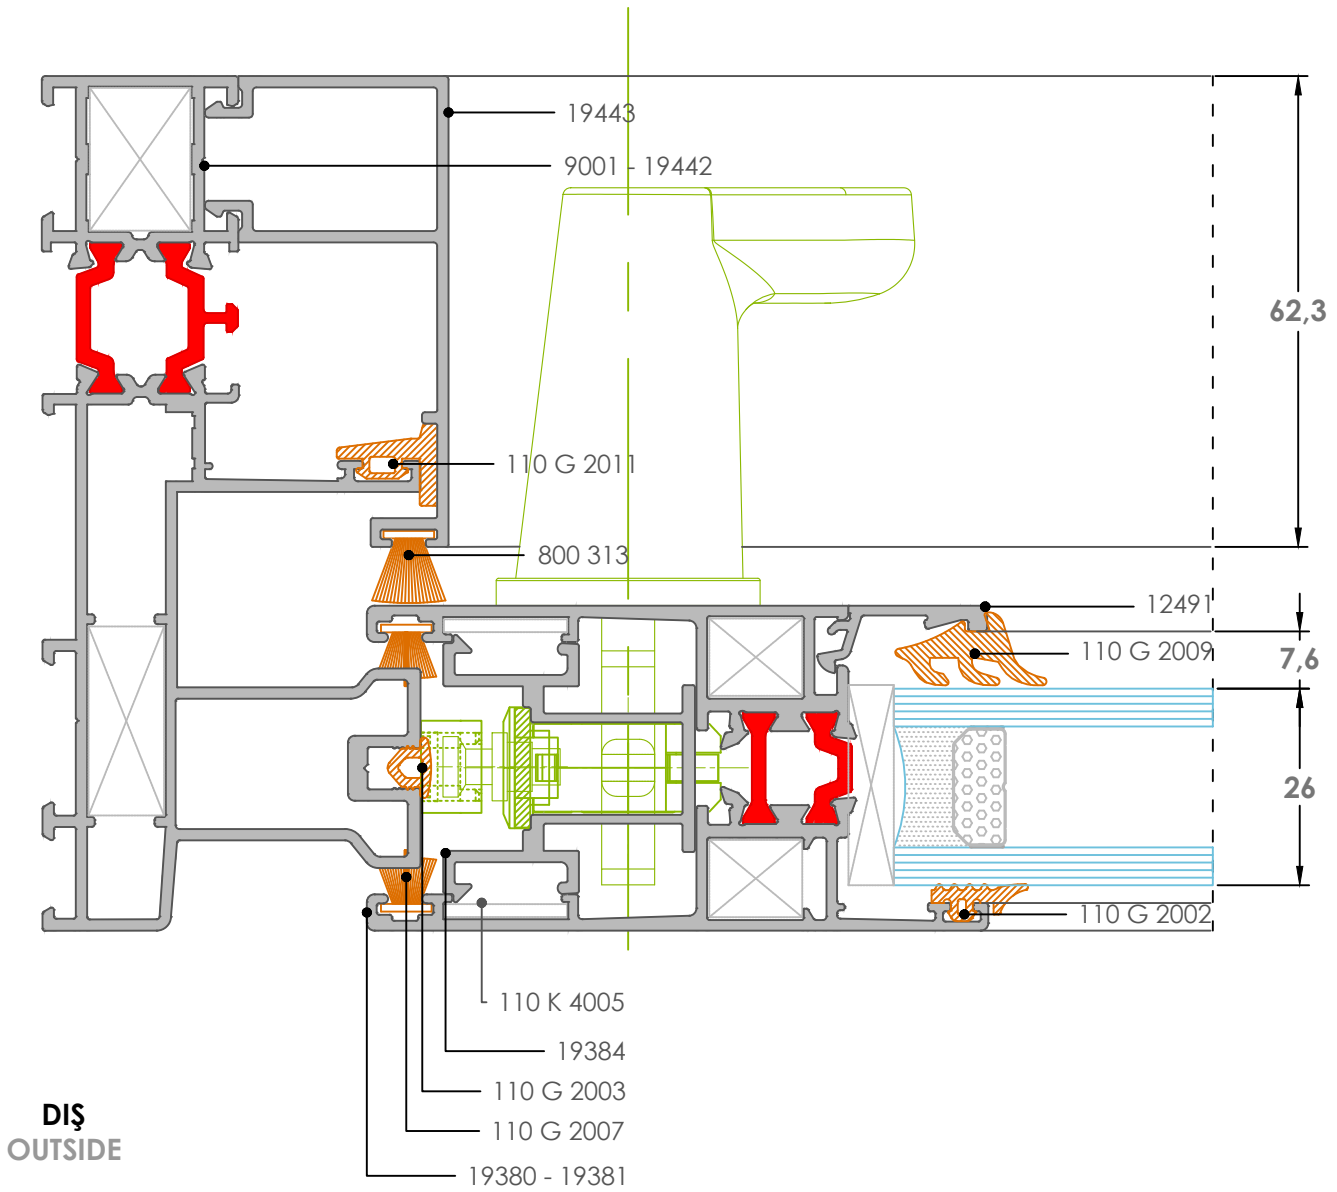 19443
9001 - 19442
62,3
110 G 2011
800 313
12491
110 G 2009
7,6
26
110 G 2002
110 K 4005
19384
110 G 2003
DIŞ
110 G 2007
OUTSIDE
19380 - 19381